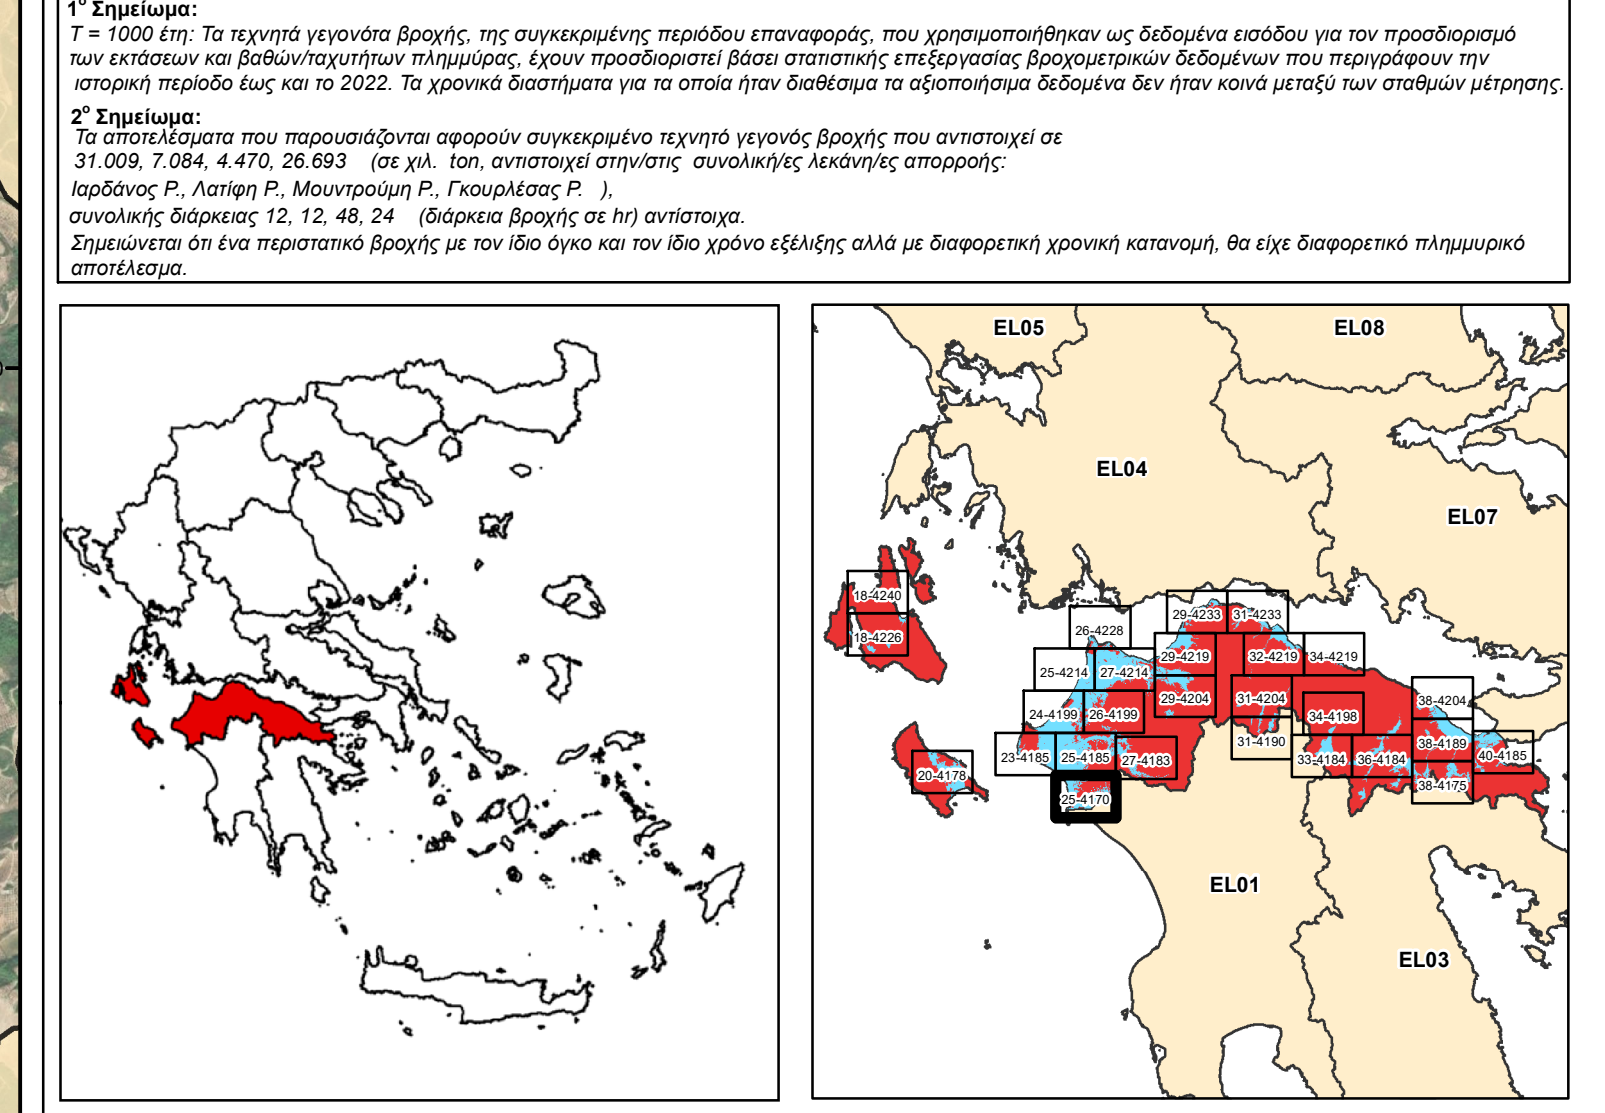 1ο Σημείωμα:
T = 1000 έτη: Τα τεχνητά γεγονότα βροχής, της συγκεκριμένης περιόδου επαναφοράς, που χρησιμοποιήθηκαν ως δεδομένα εισόδου για τον προσδιορισμό
των εκτάσεων και βαθών/ταχυτήτων πλημμύρας, έχουν προσδιοριστεί βάσει στατιστικής επεξεργασίας βροχομετρικών δεδομένων που περιγράφουν την
ιστορική περίοδο έως και το 2022. Τα χρονικά διαστήματα για τα οποία ήταν διαθέσιμα τα αξιοποιήσιμα δεδομένα δεν ήταν κοινά μεταξύ των σταθμών μέτρησης.
2ο Σημείωμα:
Τα αποτελέσματα που παρουσιάζονται αφορούν συγκεκριμένο τεχνητό γεγονός βροχής που αντιστοιχεί σε
31.009, 7.084, 4.470, 26.693 (σε χιλ. ton, αντιστοιχεί στην/στις συνολική/ες λεκάνη/ες απορροής:
Ιαρδάνος Ρ., Λατίφη Ρ., Μουντρούμη Ρ., Γκουρλέσας Ρ. ),
συνολικής διάρκειας 12, 12, 48, 24 (διάρκεια βροχής σε hr) αντίστοιχα.
Σημειώνεται ότι ένα περιστατικό βροχής με τον ίδιο όγκο και τον ίδιο χρόνο εξέλιξης αλλά με διαφορετική χρονική κατανομή, θα είχε διαφορετικό πλημμυρικό
αποτέλεσμα.
EL05
EL08
EL04
EL07
18-4240
29-4233
31-4233
26-4228
18-4226
29-4219
32-4219
34-4219
25-4214
27-4214
29-4204
31-4204
38-4204
24-4199
26-4199
34-4198
31-4190
38-4189
23-4185
25-4185
27-4183
33-4184
36-4184
40-4185
20-4178
38-4175
25-4170
EL01
EL03